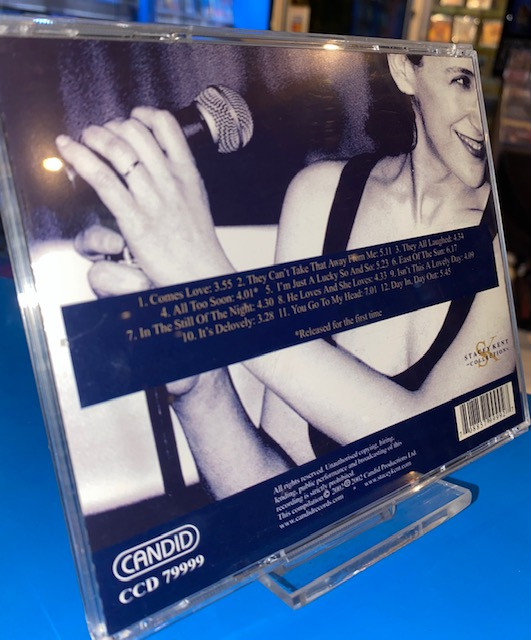 1. Comes Love: 3.55 2. They Can't Take That Away From Me: 5.11 3. They All Laughed: 4.34
4. All Too Soon: 4.01* 5. I'm Just A Lucky So And So: 5.23 6. East Of The Sun: 6.17
7. In The Still Of The Night: 4.30 8. He Loves And She Loves: 4.33 9. Isn't This A Lovely Day: 4.09
10. It's Delovely: 3.28 11. You Go To My Head: 7.01 12. Day In, Day Out: 5.45
*Released for the first time
SK
STACEY KENT
•COLLECTION•
All rights reserved. Unauthorised copying, hiring,
lending, public performance and broadcasting of this
recording is strictly prohibited.
This compilation © 2002 ℗ 2002 Candid Productions Ltd.
www.candidrecords.com • www.staceykent.com
CANDID
CCD 79999